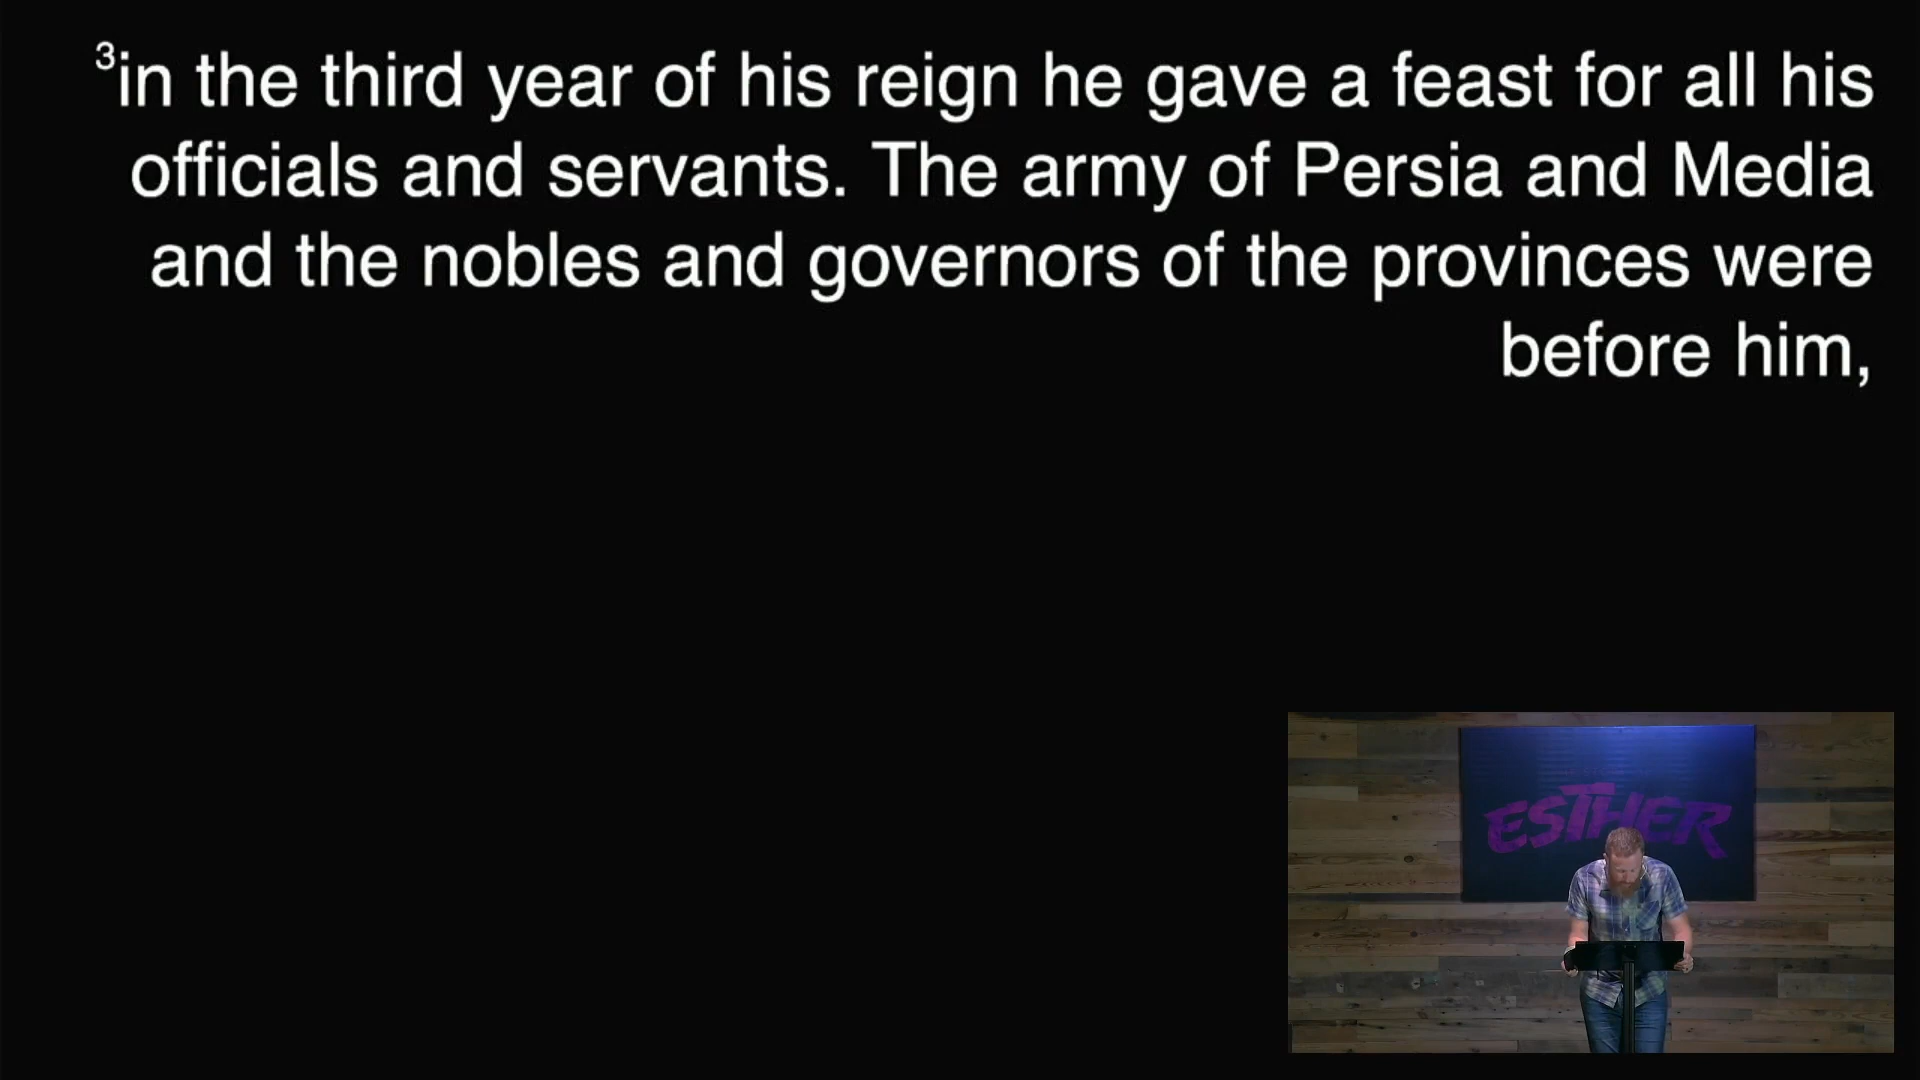 ³in the third year of his reign he gave a feast for all his
officials and servants. The army of Persia and Media
and the nobles and governors of the provinces were
before him,
ESTHER